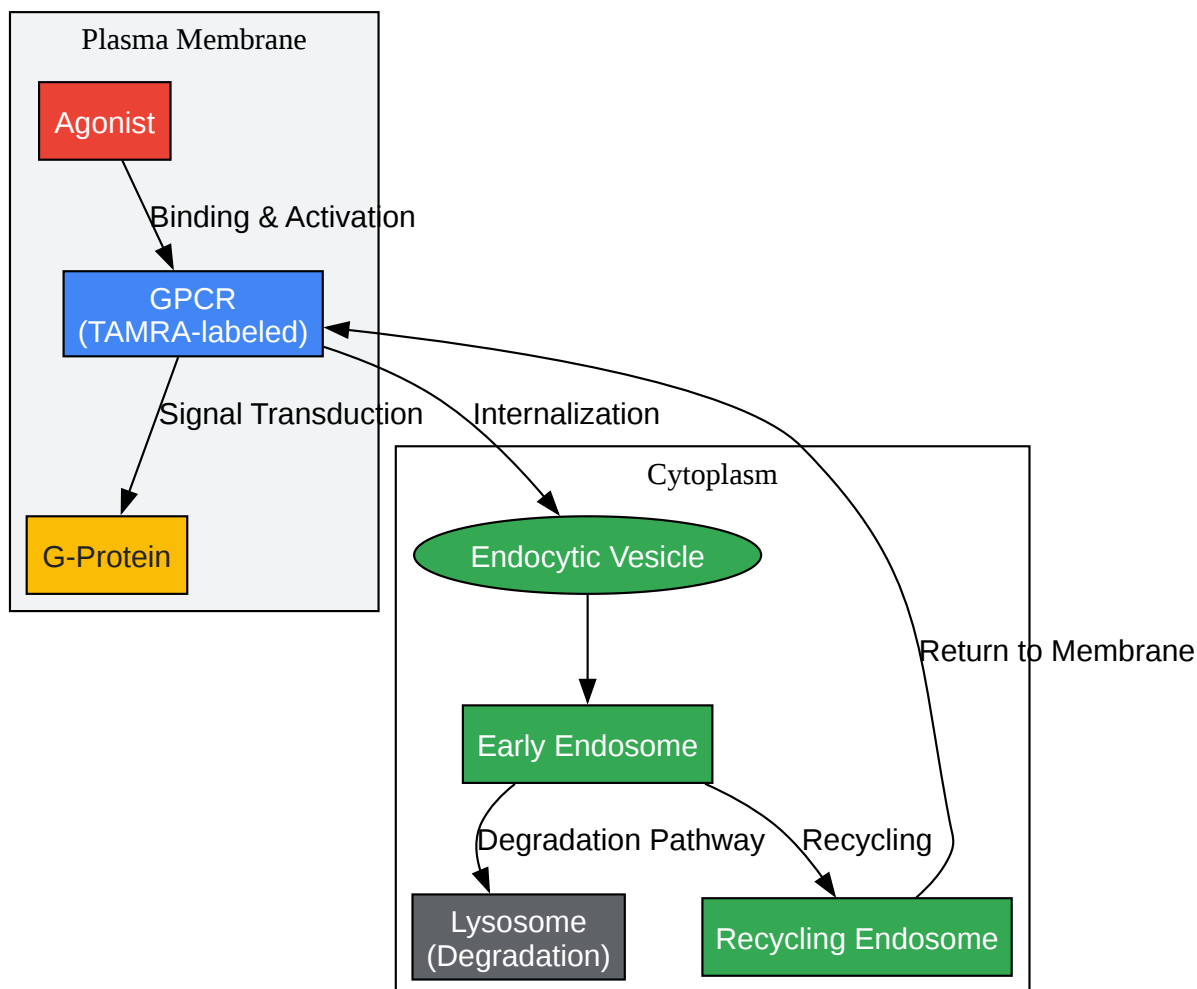 Plasma Membrane
Agonist
Binding & Activation
GPCR
(TAMRA-labeled)
Signal Transduction
Internalization
G-Protein
Cytoplasm
Endocytic Vesicle
Return to Membrane
Early Endosome
Degradation Pathway
Recycling
Lysosome
(Degradation)
Recycling Endosome